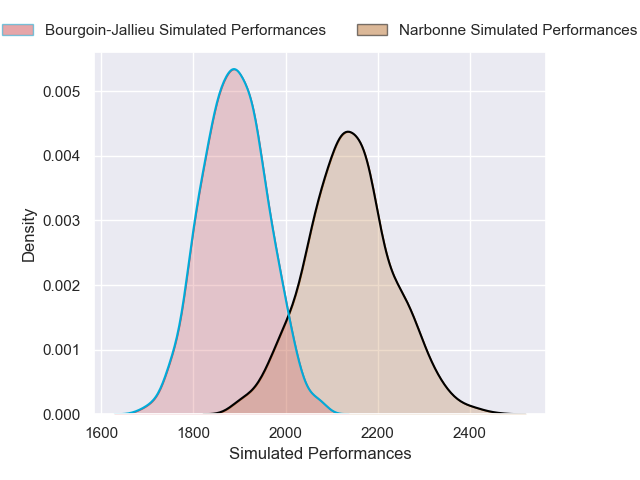 Bourgoin-Jallieu Simulated Performances Narbonne Simulated Performances
0.005
0.004
0.003
0.002
0.001
0.000
Density
1600 1800 2000 2200 2400
Simulated Performances